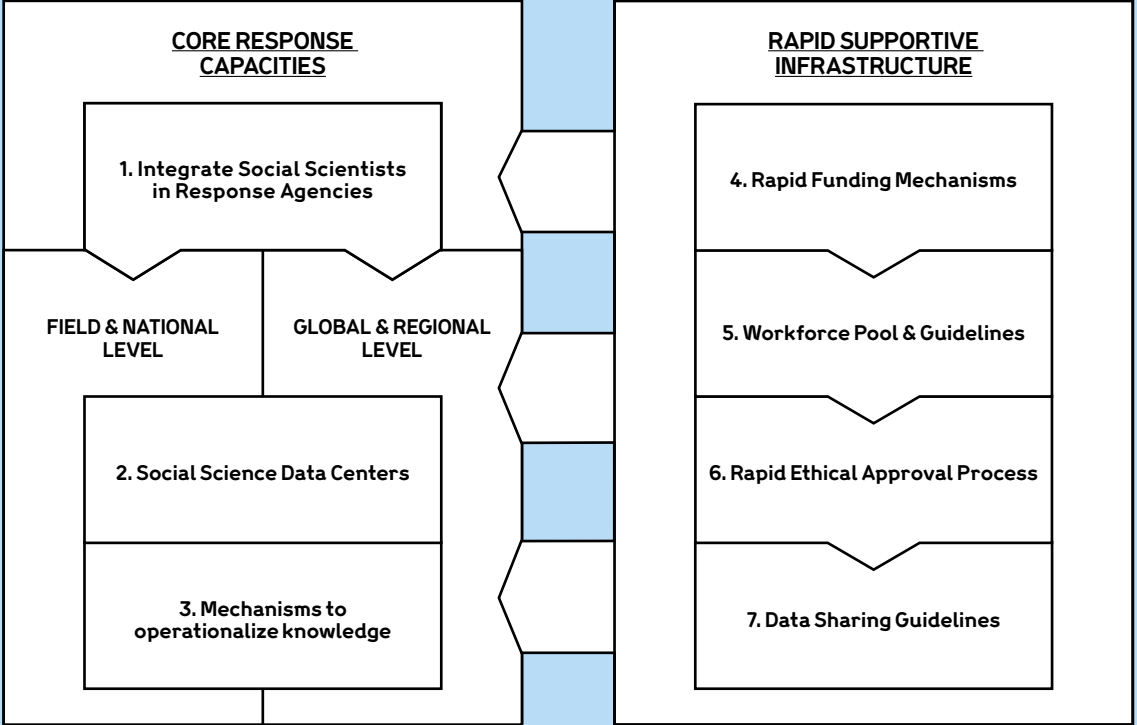 CORE RESPONSE
CAPACITIES
1. Integrate Social Scientists
in Response Agencies
FIELD & NATIONAL
LEVEL
GLOBAL & REGIONAL
LEVEL
2. Social Science Data Centers
3. Mechanisms to
operationalize knowledge
RAPID SUPPORTIVE
INFRASTRUCTURE
4. Rapid Funding Mechanisms
5. Workforce Pool & Guidelines
6. Rapid Ethical Approval Process
7. Data Sharing Guidelines